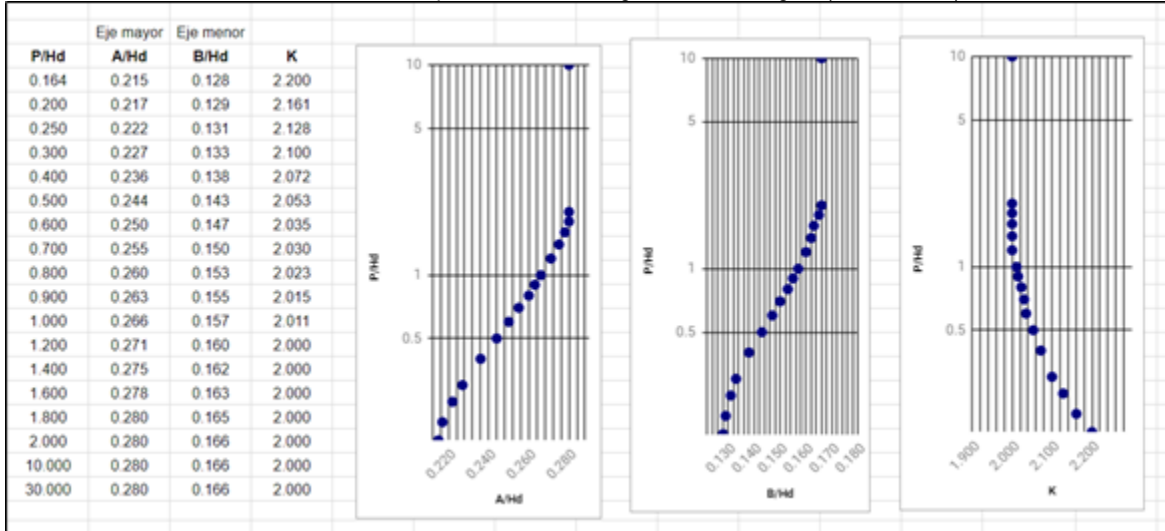 Eje mayor Eje menor
P/Hd A/Hd B/Hd K
0.164 0.215 0.128 2.200
0.200 0.217 0.129 2.161
0.250 0.222 0.131 2.128
0.300 0.227 0.133 2.100
0.400 0.236 0.138 2.072
0.500 0.244 0.143 2.053
0.600 0.250 0.147 2.035
0.700 0.255 0.150 2.030
0.800 0.260 0.153 2.023
0.900 0.263 0.155 2.015
1.000 0.266 0.157 2.011
1.200 0.271 0.160 2.000
1.400 0.275 0.162 2.000
1.600 0.278 0.163 2.000
1.800 0.280 0.165 2.000
2.000 0.280 0.166 2.000
10.000 0.280 0.166 2.000
30.000 0.280 0.166 2.000
10
5
1
0.5
P/Hd
0.220 0.240 0.260 0.280
A/Hd
10
5
1
0.5
P/Hd
0.130 0.140 0.150 0.160 0.170 0.180
B/Hd
10
5
1
0.5
P/Hd
1.900 2.000 2.100 2.200
K